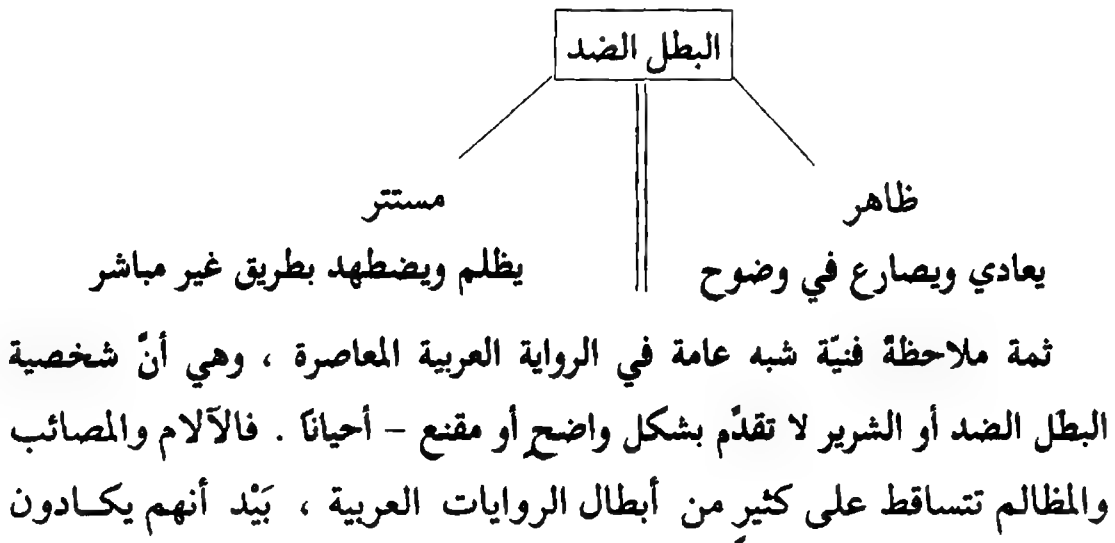 البطل الضد
ظاهر
مستتر
يعادي ويصارع في وضوح
يظلم ويضطهد بطريق غير مباشر
ثمة ملاحظةً فنيّة شبه عامة في الرواية العربية المعاصرة ، وهي أنَّ شخصية
البطل الضد أو الشرير لا تقدَّم بشكل واضحٍ أو مقنع – أحيانًا . فالآلام والمصائب
والمظالم تتساقط على كثيرٍ من أبطال الروايات العربية ، بَيْد أنهم يكادون